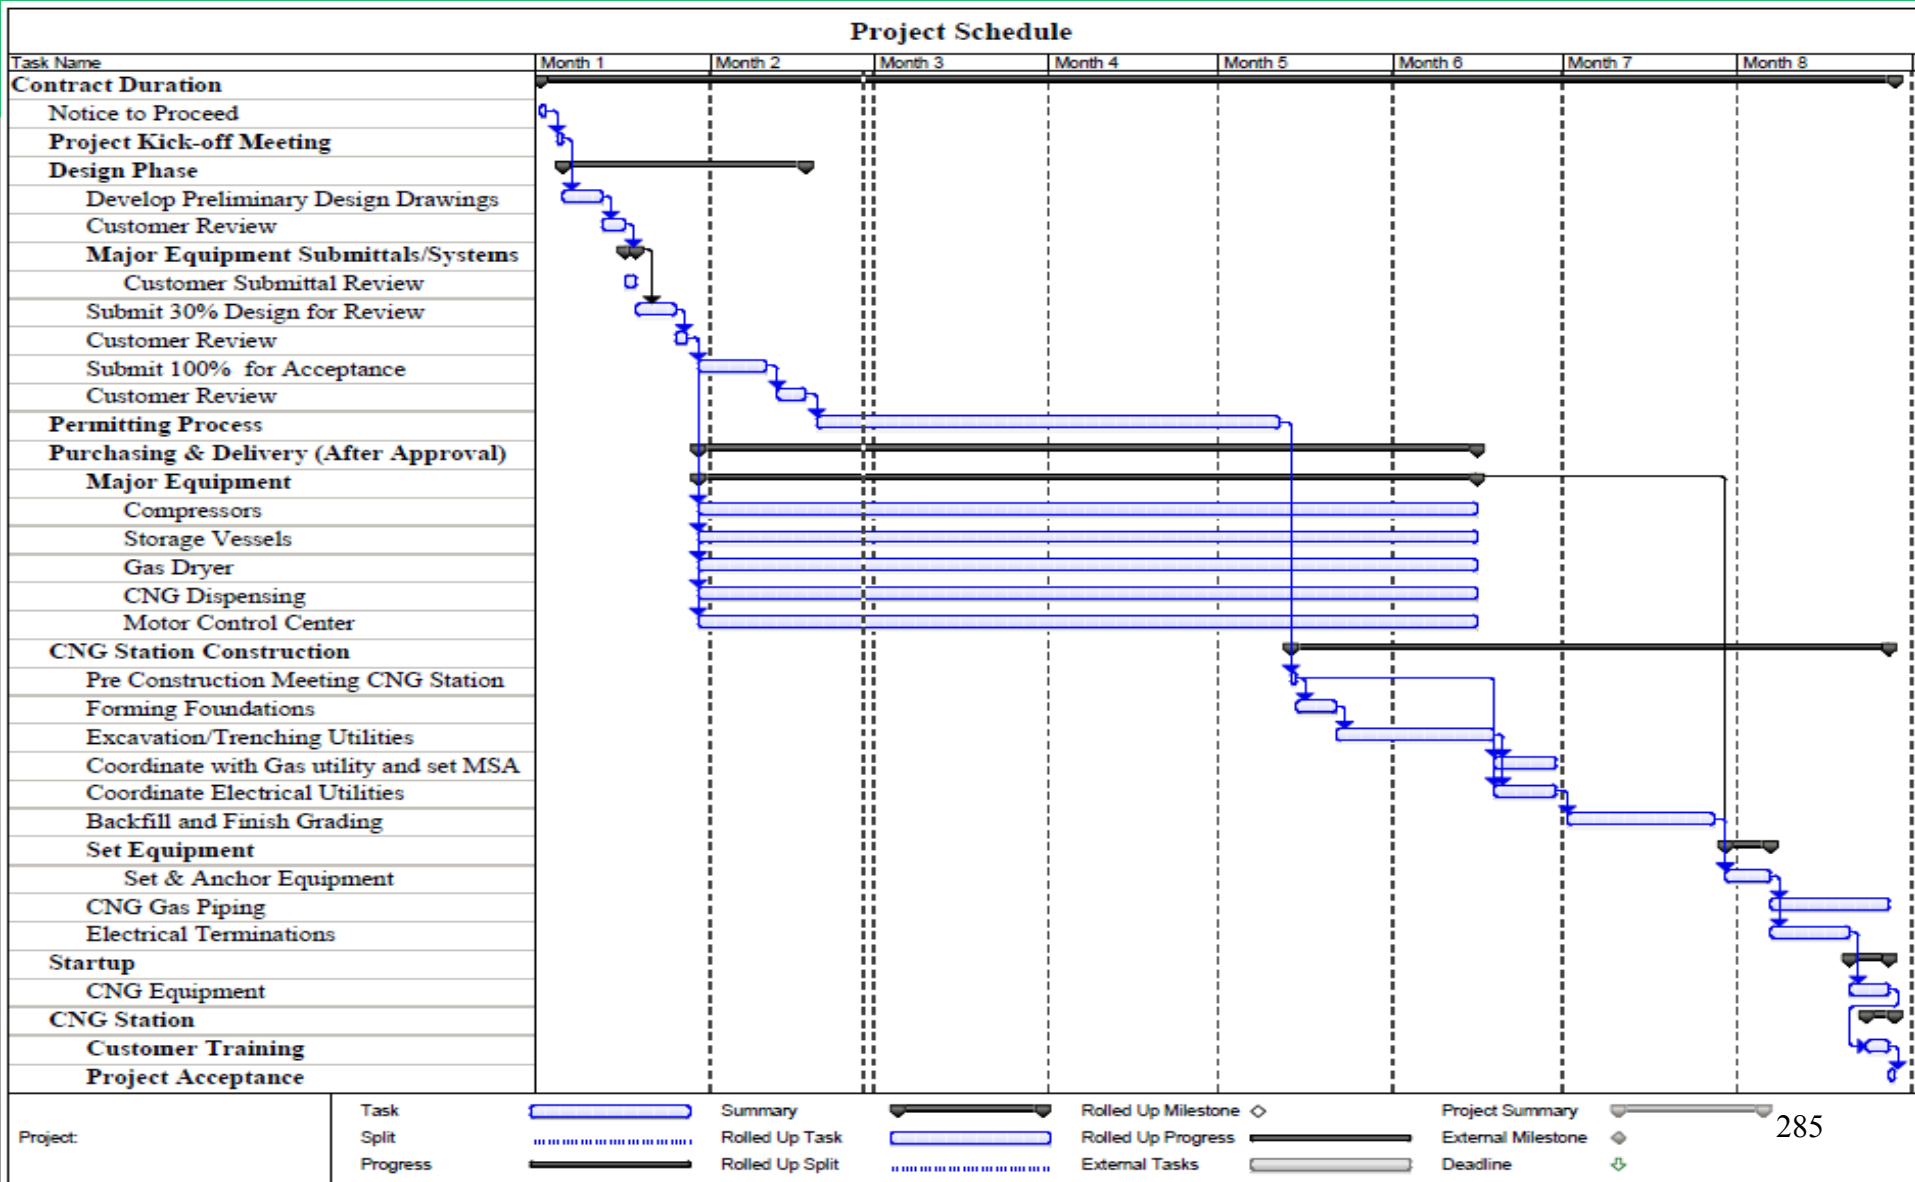 Project Schedule
Task Name Month 1 Month 2 Month 3 Month 4 Month 5 Month 6 Month 7 Month 8
Contract Duration
Notice to Proceed
Project Kick-off Meeting
Design Phase
Develop Preliminary Design Drawings
Customer Review
Major Equipment Submittals/Systems
Customer Submittal Review
Submit 30% Design for Review
Customer Review
Submit 100% for Acceptance
Customer Review
Permitting Process
Purchasing & Delivery (After Approval)
Major Equipment
Compressors
Storage Vessels
Gas Dryer
CNG Dispensing
Motor Control Center
CNG Station Construction
Pre Construction Meeting CNG Station
Forming Foundations
Excavation/Trenching Utilities
Coordinate with Gas utility and set MSA
Coordinate Electrical Utilities
Backfill and Finish Grading
Set Equipment
Set & Anchor Equipment
CNG Gas Piping
Electrical Terminations
Startup
CNG Equipment
CNG Station
Customer Training
Project Acceptance
Task Summary Rolled Up Milestone Project Summary
Project: Split Rolled Up Task Rolled Up Progress External Milestone 285
Progress Rolled Up Split External Tasks Deadline